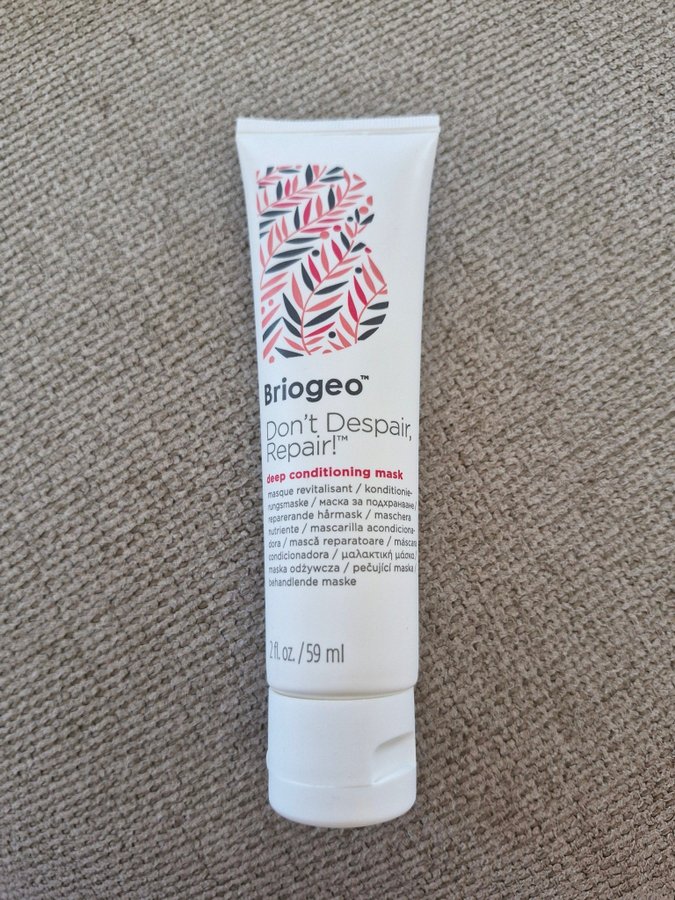 Briogeo™
Don't Despair,
Repair!™
deep conditioning mask
masque revitalisant / konditionie-
rungsmaske / маска за подхранване /
reparerande hårmask / maschera
nutriente / mascarilla acondiciona-
dora / mască reparatoare / máscara
condicionadora / μαλακτική μάσκα /
maska odżywcza / pečující maska /
behandlende maske
2 fl. oz. / 59 ml